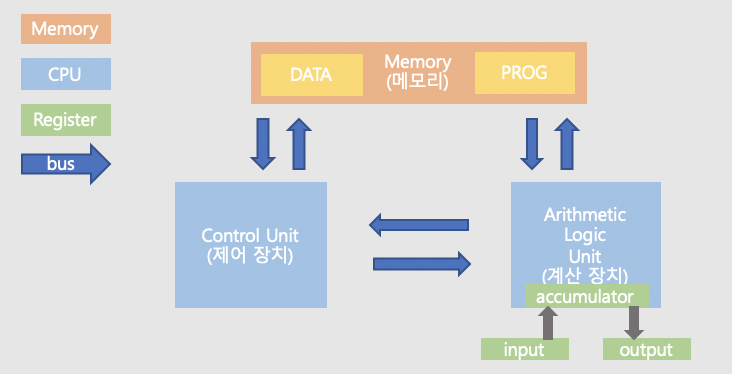 Memory
CPU
Register
bus
DATA
Memory
(메모리)
PROG
Control Unit
(제어 장치)
Arithmetic
Logic
Unit
(계산 장치)
accumulator
input
output